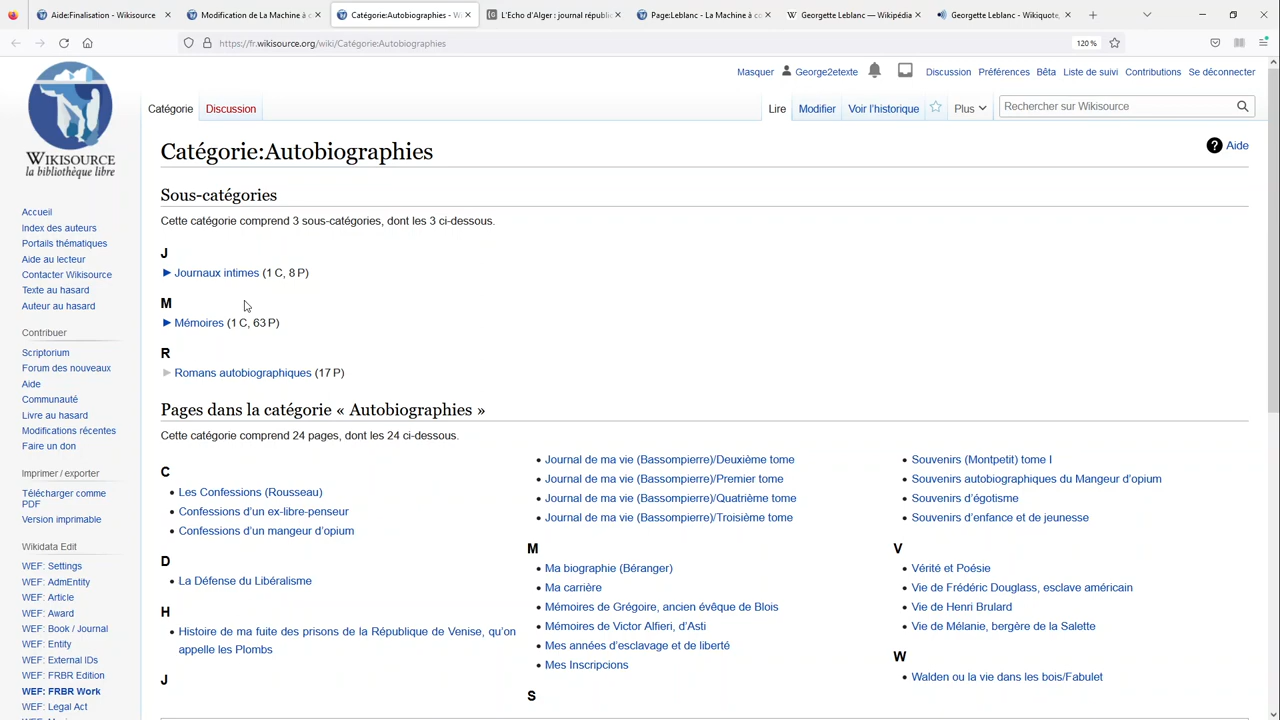 Aide:Finalisation - Wikisource
Modification de La Machine à c
Catégorie:Autobiographies - W
L'Echo d'Alger : journal républic
Page:Leblanc - La Machine à co
Georgette Leblanc — Wikipédia
Georgette Leblanc - Wikiquote,
https://fr.wikisource.org/wiki/Catégorie:Autobiographies
120 %
Masquer
George2etexte
Discussion
Préférences
Bêta
Liste de suivi
Contributions
Se déconnecter
WIKISOURCE
la bibliothèque libre
Catégorie
Discussion
Lire
Modifier
Voir l'historique
Plus
Rechercher sur Wikisource
Catégorie:Autobiographies
Aide
Sous-catégories
Cette catégorie comprend 3 sous-catégories, dont les 3 ci-dessous.
J
Journaux intimes (1 C, 8 P)
M
Mémoires (1 C, 63 P)
R
Romans autobiographiques (17 P)
Pages dans la catégorie « Autobiographies »
Cette catégorie comprend 24 pages, dont les 24 ci-dessous.
C
Les Confessions (Rousseau)
Confessions d’un ex-libre-penseur
Confessions d’un mangeur d’opium
D
La Défense du Libéralisme
H
Histoire de ma fuite des prisons de la République de Venise, qu’on
appelle les Plombs
J
Journal de ma vie (Bassompierre)/Deuxième tome
Journal de ma vie (Bassompierre)/Premier tome
Journal de ma vie (Bassompierre)/Quatrième tome
Journal de ma vie (Bassompierre)/Troisième tome
M
Ma biographie (Béranger)
Ma carrière
Mémoires de Grégoire, ancien évêque de Blois
Mémoires de Victor Alfieri, d’Asti
Mes années d’esclavage et de liberté
Mes Inscripcions
S
Souvenirs (Montpetit) tome I
Souvenirs autobiographiques du Mangeur d’opium
Souvenirs d’égotisme
Souvenirs d’enfance et de jeunesse
V
Vérité et Poésie
Vie de Frédéric Douglass, esclave américain
Vie de Henri Brulard
Vie de Mélanie, bergère de la Salette
W
Walden ou la vie dans les bois/Fabulet
Accueil
Index des auteurs
Portails thématiques
Aide au lecteur
Contacter Wikisource
Texte au hasard
Auteur au hasard
Contribuer
Scriptorium
Forum des nouveaux
Aide
Communauté
Livre au hasard
Modifications récentes
Faire un don
Imprimer / exporter
Télécharger comme
PDF
Version imprimable
Wikidata Edit
WEF: Settings
WEF: AdmEntity
WEF: Article
WEF: Award
WEF: Book / Journal
WEF: Entity
WEF: External IDs
WEF: FRBR Edition
WEF: FRBR Work
WEF: Legal Act